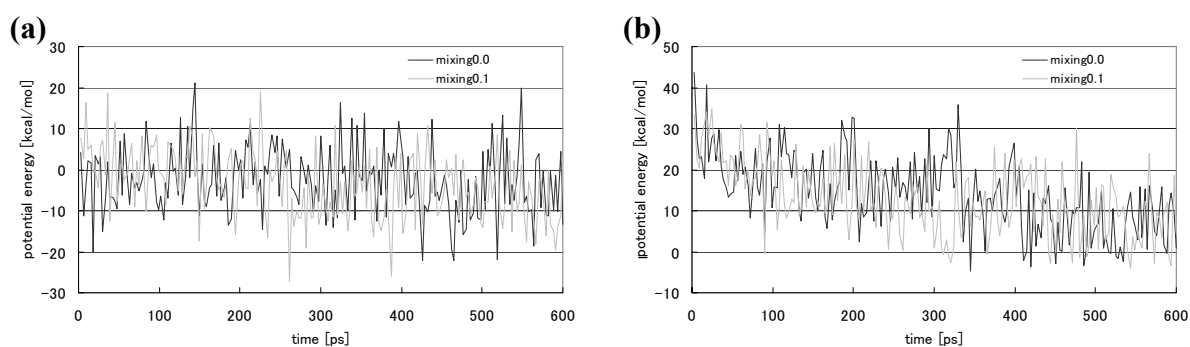 (a)
potential energy [kcal/mol]
30
20
10
0
-10
-20
-30
mixing0.0
mixing0.1
0 100 200 300 400 500 600
time [ps]
(b)
potential energy [kcal/mol]
50
40
30
20
10
0
-10
mixing0.0
mixing0.1
0 100 200 300 400 500 600
time [ps]